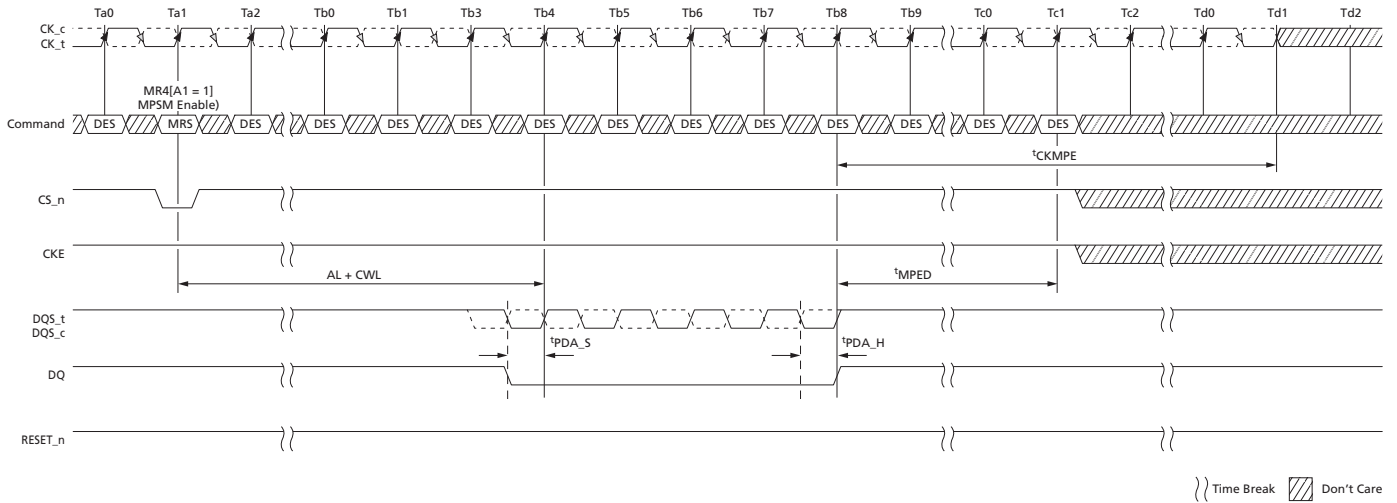 Ta0 Ta1 Ta2 Tb0 Tb1 Tb3 Tb4 Tb5 Tb6 Tb7 Tb8 Tb9 Tc0 Tc1 Tc2 Td0 Td1 Td2
CK_c
CK_t
MR4[A1 = 1]
MPSM Enable)
Command DES MRS DES DES DES DES DES DES DES DES DES DES DES DES
tCKMPE
CS_n
CKE
AL + CWL tMPED
DQS_t
DQS_c
tPDA_S tPDA_H
DQ
RESET_n
Time Break Don't Care